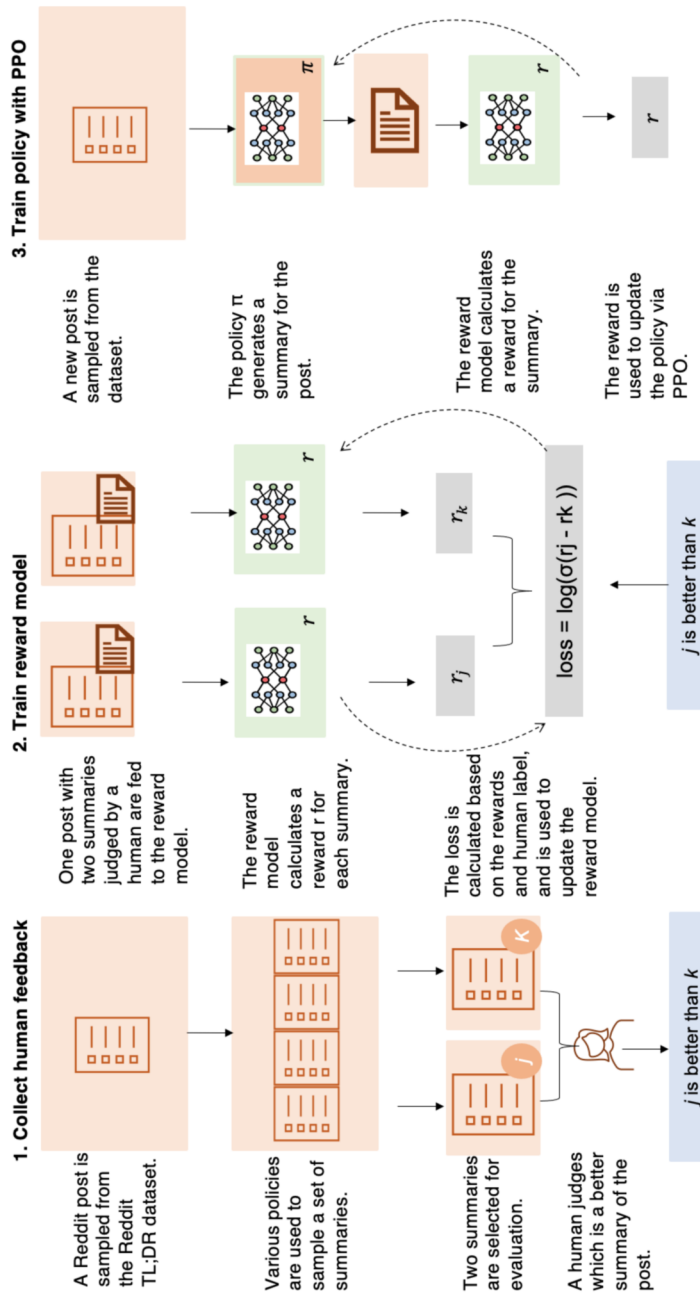 1. Collect human feedback
A Reddit post is
sampled from
the Reddit
TL;DR dataset.
Various policies
are used to
sample a set of
summaries.
Two summaries
are selected for
evaluation.
j
K
A human judges
which is a better
summary of the
post.
j is better than k
2. Train reward model
One post with
two summaries
judged by a
human are fed
to the reward
model.
The reward
model
calculates a
reward r for
each summary.
r
r
The loss is
calculated based
on the rewards
and human label,
and is used to
update the
reward model.
rj
rk
loss = log(σ(rj - rk ))
j is better than k
3. Train policy with PPO
A new post is
sampled from the
dataset.
The policy π
generates a
summary for the
post.
π
The reward
model calculates
a reward for the
summary.
r
The reward is
used to update
the policy via
PPO.
r